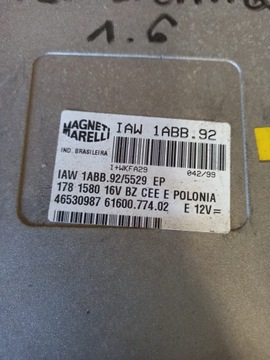 1.6
MAGNETI
MARELLI
IAW 1ABB.92
IND. BRASILEIRA
I+WKFA29
042/99
IAW 1ABB.92/5529 EP
178 1580 16V BZ CEE E POLONIA
46530987 61600.774.02 E 12V